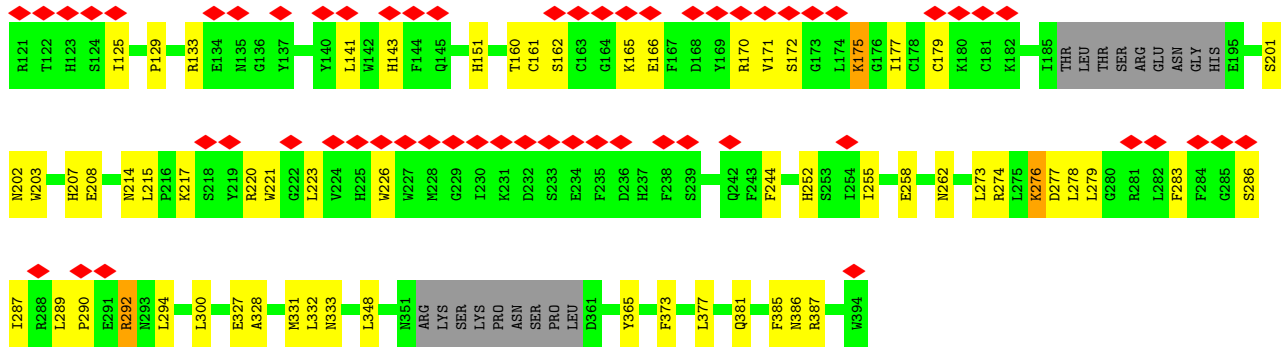 R121 T122 H123 S124 I125 P129 R133 E134 N135 G136 Y137 Y140 L141 W142 H143 F144 Q145 H151 T160 C161 S162 C163 G164 K165 E166 F167 D168 Y169 R170 V171 S172 G173 L174 K175 G176 I177 C178 C179 K180 C181 K182 I185 THR LEU THR SER ARG GLU ASN GLY HIS E195 S201
N202 W203 H207 E208 N214 L215 P216 K217 S218 Y219 R220 W221 G222 L223 V224 H225 W226 W227 M228 G229 I230 K231 D232 S233 E234 F235 D236 H237 F238 S239 Q242 F243 F244 H252 S253 I254 I255 E258 N262 L273 R274 L275 K276 D277 L278 L279 G280 R281 L282 F283 F284 G285 S286
I287 R288 L289 P290 E291 R292 N293 L294 L300 E327 A328 M331 L332 N333 L348 N351 ARG LYS SER LYS PRO ASN SER PRO LEU D361 Y365 F373 L377 Q381 F385 N386 R387 W394